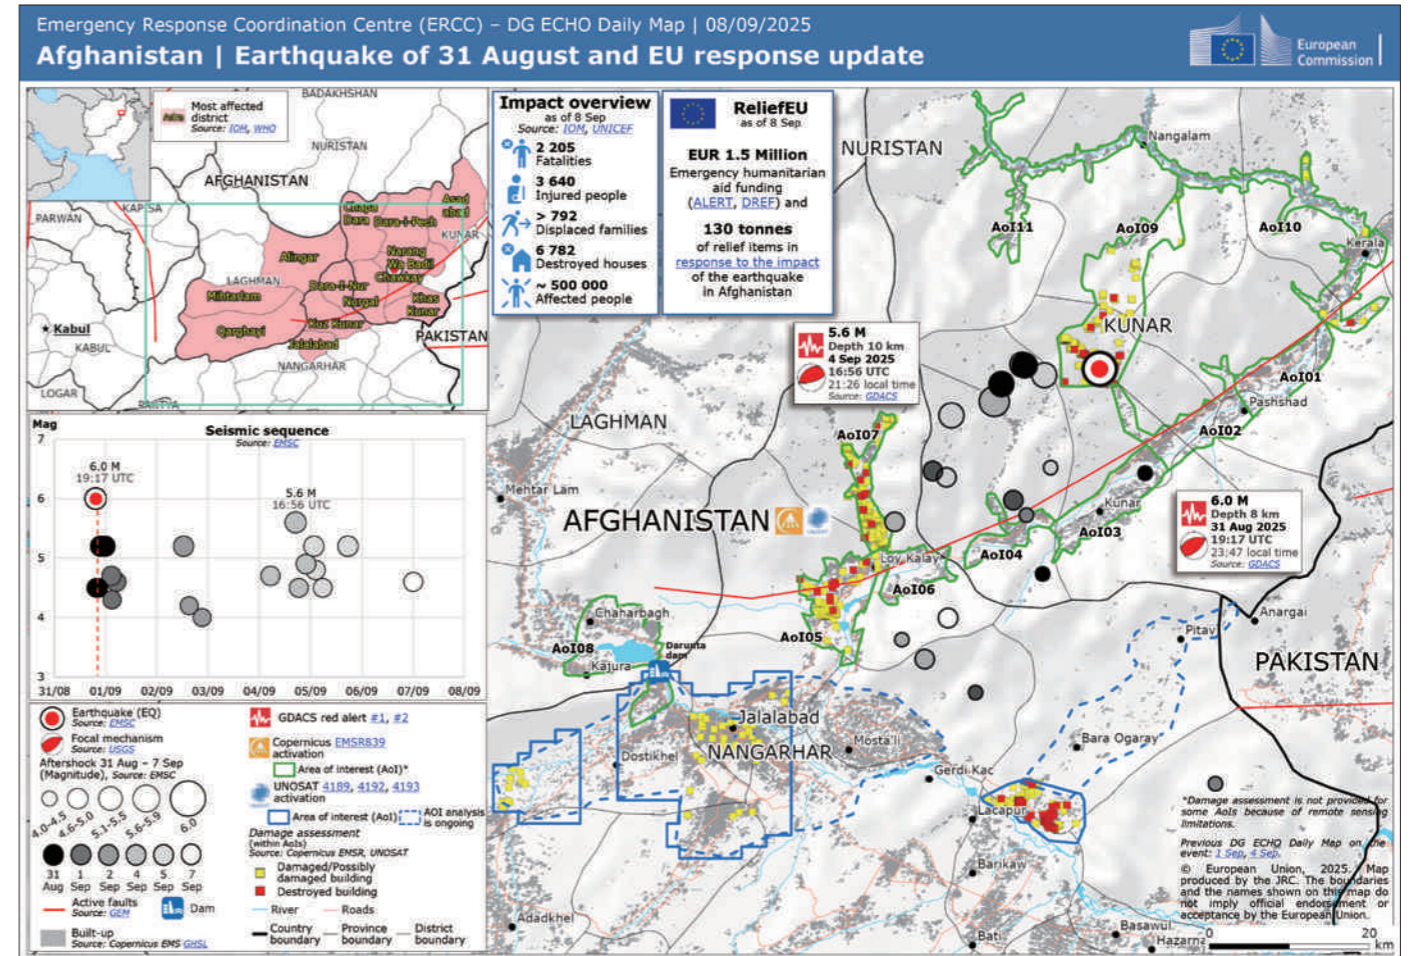 Emergency Response Coordination Centre (ERCC) – DG ECHO Daily Map | 08/09/2025
Afghanistan | Earthquake of 31 August and EU response update
European
Commission
Most affected
district
Source: IOM, WHO
BADAKHSHAN
NURISTAN
AFGHANISTAN
PARWAN
KAPISA
Asad
abad
Chapa
Dara
Dara-i-Pech
KUNAR
Alingar
Narang
Wa Badil
Chawkay
LAGHMAN
Dara-I-Nur
Mihtarlam
Nurgal
Khas
Kunar
Qarghayi
Kuz Kunar
Kabul
Jalalabad
PAKISTAN
KABUL
NANGARHAR
LOGAR
PAKTYA
Impact overview
as of 8 Sep
Source: IOM, UNICEF
2 205
Fatalities
3 640
Injured people
> 792
Displaced families
6 782
Destroyed houses
~ 500 000
Affected people
ReliefEU
as of 8 Sep
EUR 1.5 Million
Emergency humanitarian
aid funding
(ALERT, DREF) and
130 tonnes
of relief items in
response to the impact
of the earthquake
in Afghanistan
NURISTAN
Nangalam
AoI11
AoI09
AoI10
Kerala
KUNAR
5.6 M
Depth 10 km
4 Sep 2025
16:56 UTC
21:26 local time
Source: GDACS
AoI01
Pashshad
AoI02
LAGHMAN
AoI07
Mehtar Lam
AFGHANISTAN
Kunar
AoI03
AoI04
6.0 M
Depth 8 km
31 Aug 2025
19:17 UTC
23:47 local time
Source: GDACS
Loy Kalay
AoI06
Chaharbagh
AoI05
AoI08
Kajura
Darunta
dam
Anargai
Pitav
PAKISTAN
Jalalabad
NANGARHAR
Mosta'li
Dostikhel
Bara Ogaray
Gerdi Kac
Lacapur
Barikaw
Adadkhel
Bati
Basawul
Hazarna
Mag
Seismic sequence
Source: EMSC
7
6.0 M
19:17 UTC
6
5.6 M
16:56 UTC
5
4
3
31/08 01/09 02/09 03/09 04/09 05/09 06/09 07/09 08/09
Earthquake (EQ)
Source: EMSC
Focal mechanism
Source: USGS
Aftershock 31 Aug – 7 Sep
(Magnitude), Source: EMSC
4.0-4.5
4.6-5.0
5.1-5.5
5.6-5.9
6.0
31 1 2 4 5 7
Aug Sep Sep Sep Sep Sep
Active faults
Source: GEM
Dam
Built-up
Source: Copernicus EMS GHSL
GDACS red alert #1, #2
Copernicus EMSR839
activation
Area of interest (AoI)*
UNOSAT 4189, 4192, 4193
activation
Area of interest (AoI)
AOI analysis
is ongoing
Damage assessment
(within AoIs)
Source: Copernicus EMSR, UNOSAT
Damaged/Possibly
damaged building
Destroyed building
River
Roads
Country
boundary
Province
boundary
District
boundary
*Damage assessment is not provided for
some AoIs because of remote sensing
limitations.
Previous DG ECHO Daily Map on the
event: 1 Sep, 4 Sep.
© European Union, 2025. Map
produced by the JRC. The boundaries
and the names shown on this map do
not imply official endorsement or
acceptance by the European Union.
0 20
km